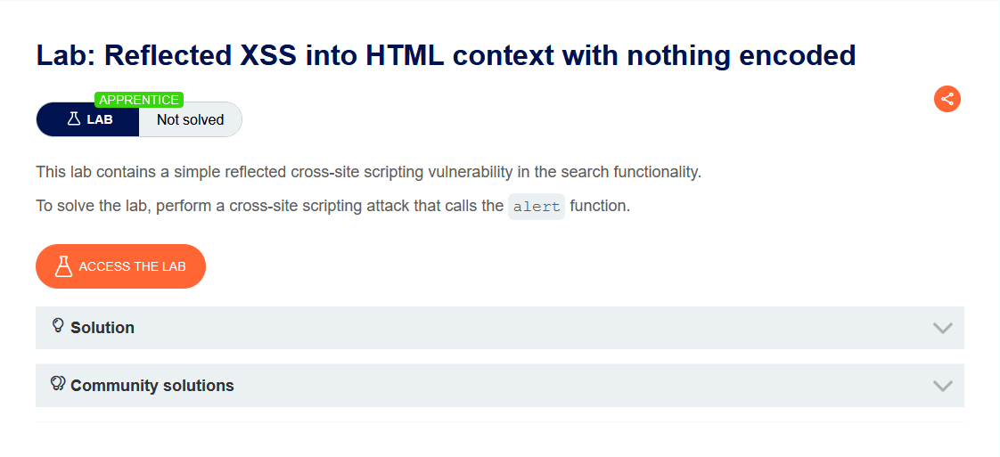 Lab: Reflected XSS into HTML context with nothing encoded
APPRENTICE
LAB Not solved
This lab contains a simple reflected cross-site scripting vulnerability in the search functionality.
To solve the lab, perform a cross-site scripting attack that calls the alert function.
ACCESS THE LAB
Solution
Community solutions